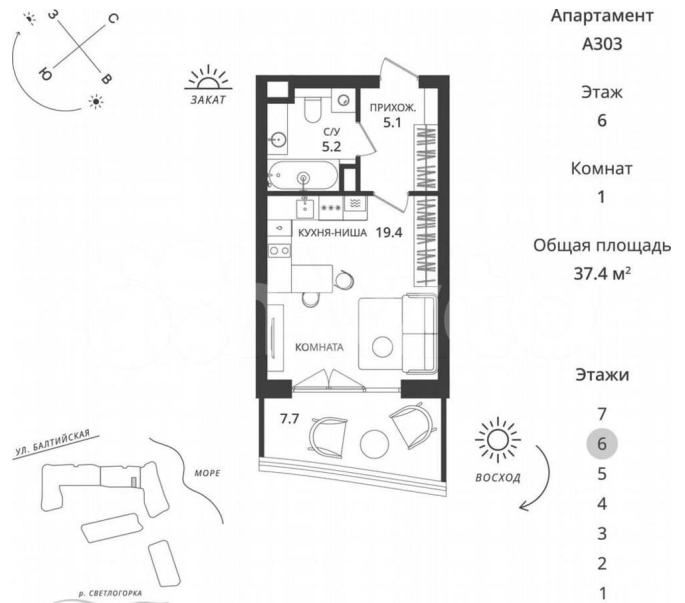 З
С
Ю
В
ЗАКАТ
Апартамент
А303
Этаж
6
Комнат
1
Общая площадь
37.4 м²
ПРИХОЖ.
5.1
С/У
5.2
КУХНЯ-НИША 19.4
КОМНАТА
7.7
ВОСХОД
Этажи
7
6
5
4
3
2
1
УЛ. БАЛТИЙСКАЯ
МОРЕ
р. СВЕТЛОГОРКА